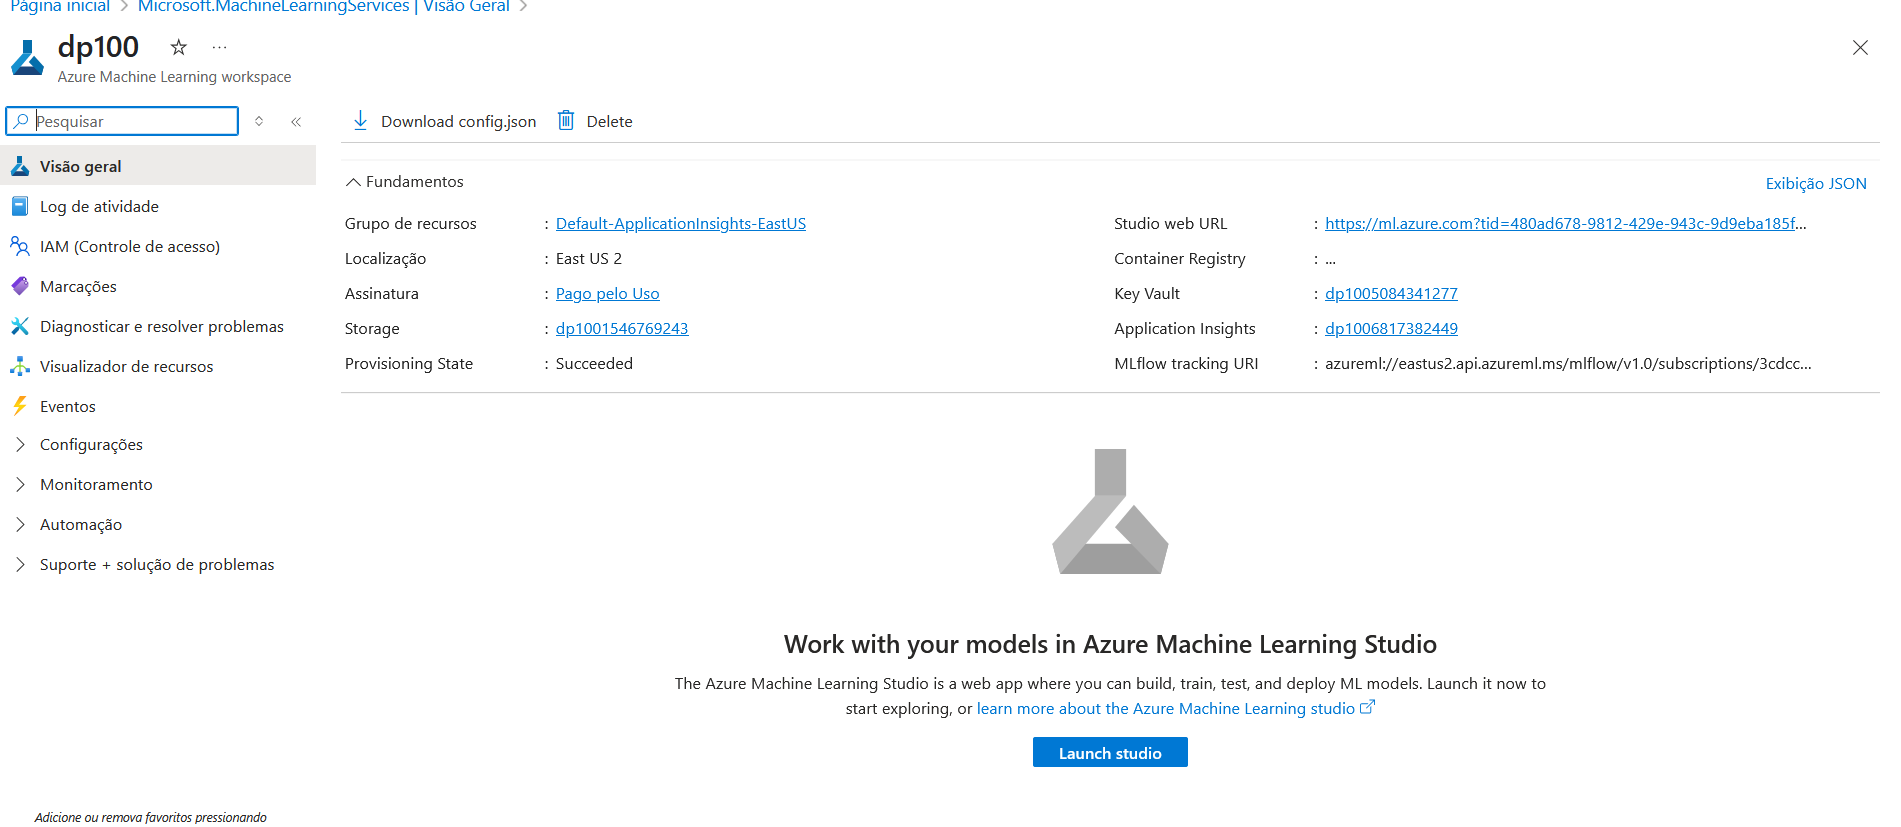 Página inicial > Microsoft.MachineLearningServices | Visão Geral >
dp100 ☆ ...
Azure Machine Learning workspace
Pesquisar
Download config.json Delete
Visão geral
Log de atividade
IAM (Controle de acesso)
Marcações
Diagnosticar e resolver problemas
Visualizador de recursos
Eventos
Configurações
Monitoramento
Automação
Suporte + solução de problemas
Adicione ou remova favoritos pressionando
Fundamentos
Exibição JSON
Grupo de recursos : Default-ApplicationInsights-EastUS
Localização : East US 2
Assinatura : Pago pelo Uso
Storage : dp1001546769243
Provisioning State : Succeeded
Studio web URL : https://ml.azure.com?tid=480ad678-9812-429e-943c-9d9eba185f...
Container Registry : ...
Key Vault : dp1005084341277
Application Insights : dp1006817382449
MLflow tracking URI : azureml://eastus2.api.azureml.ms/mlflow/v1.0/subscriptions/3cdcc...
Work with your models in Azure Machine Learning Studio
The Azure Machine Learning Studio is a web app where you can build, train, test, and deploy ML models. Launch it now to
start exploring, or learn more about the Azure Machine Learning studio
Launch studio